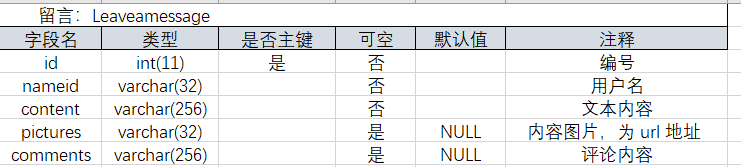 留言：Leaveamessage
字段名 类型 是否主键 可空 默认值 注释
id int(11) 是 否 编号
nameid varchar(32) 否 用户名
content varchar(256) 否 文本内容
pictures varchar(32) 是 NULL 内容图片，为 url 地址
comments varchar(256) 是 NULL 评论内容